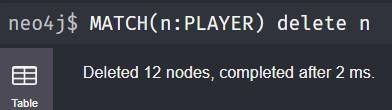 neo4j$ MATCH(n:PLAYER) delete n
Deleted 12 nodes, completed after 2 ms.
Table